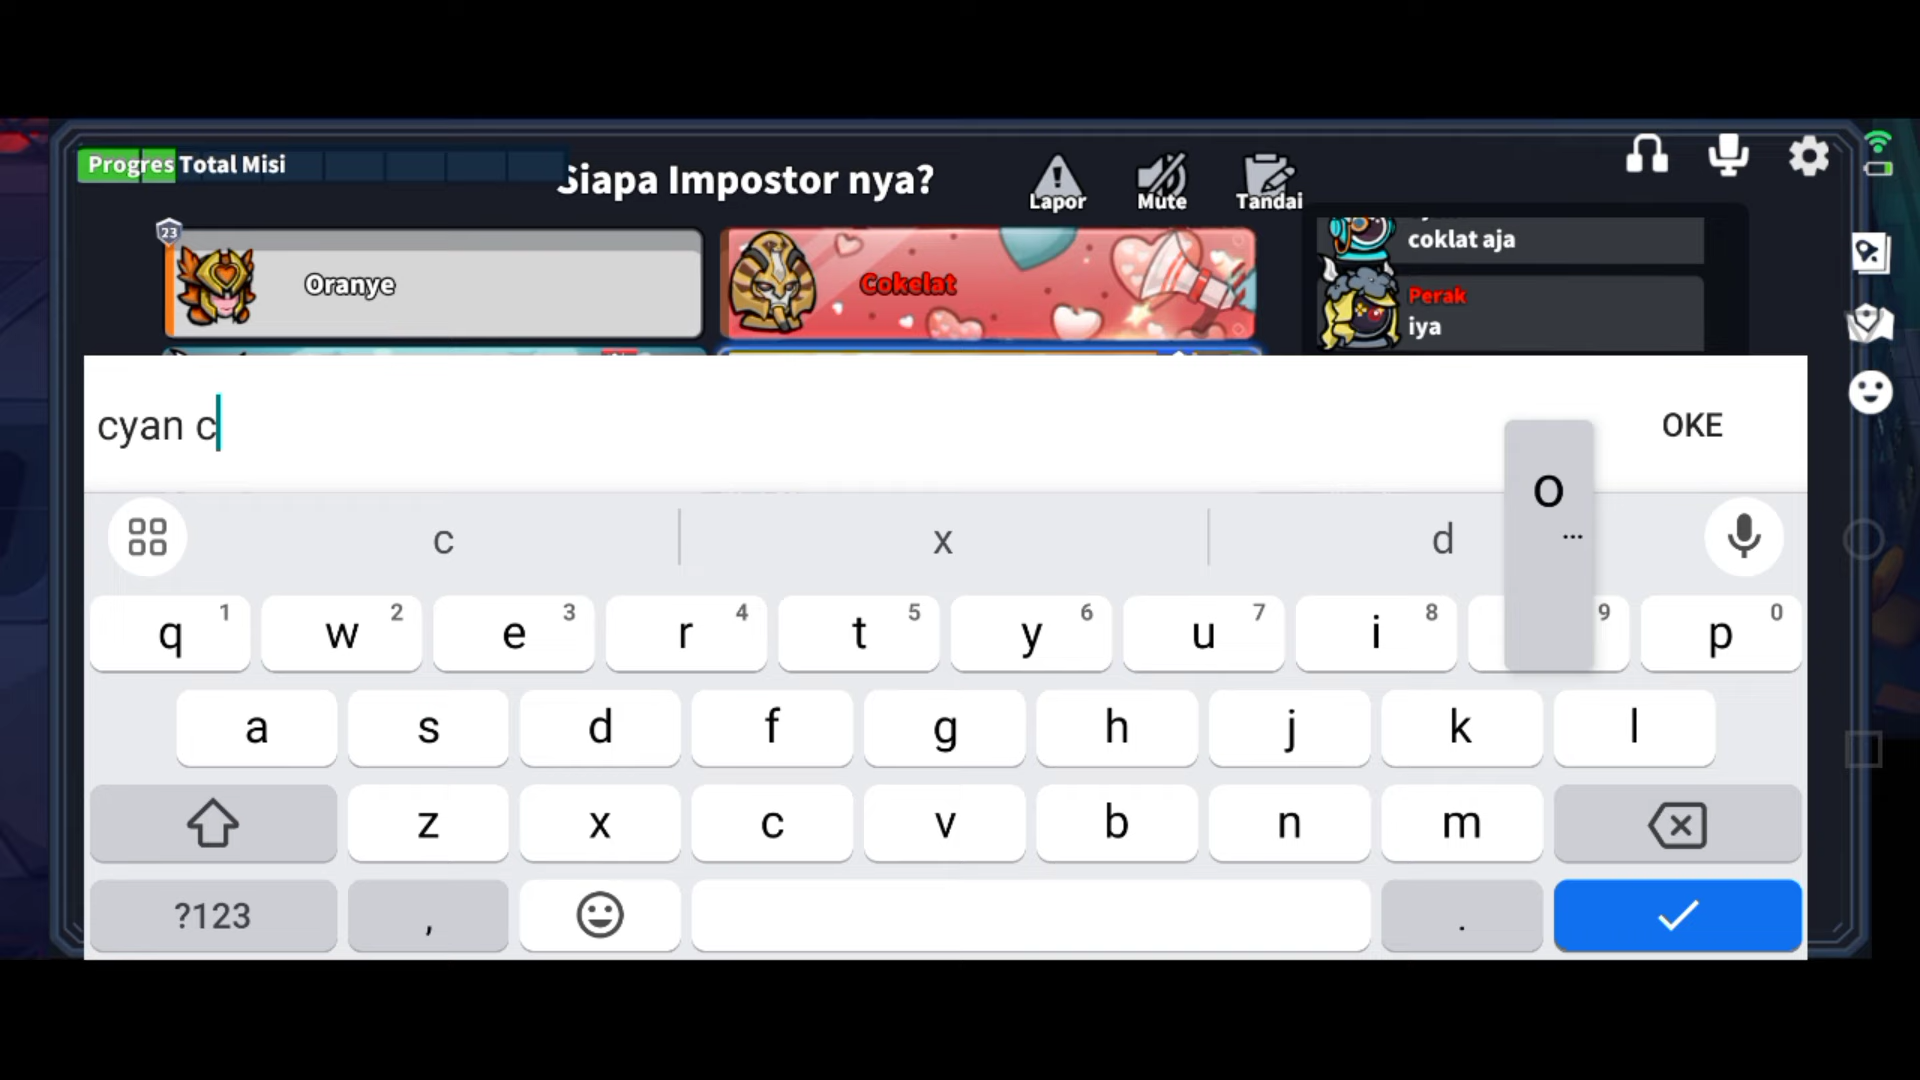 Progres Total Misi
Siapa Impostor nya?
Lapor
Mute
Tandai
23
Oranye
Cokelat
coklat aja
Perak
iya
cyan c
OKE
c
x
d
o
...
q 1
w 2
e 3
r 4
t 5
y 6
u 7
i 8
9
p 0
a
s
d
f
g
h
j
k
l
z
x
c
v
b
n
m
?123
,
.